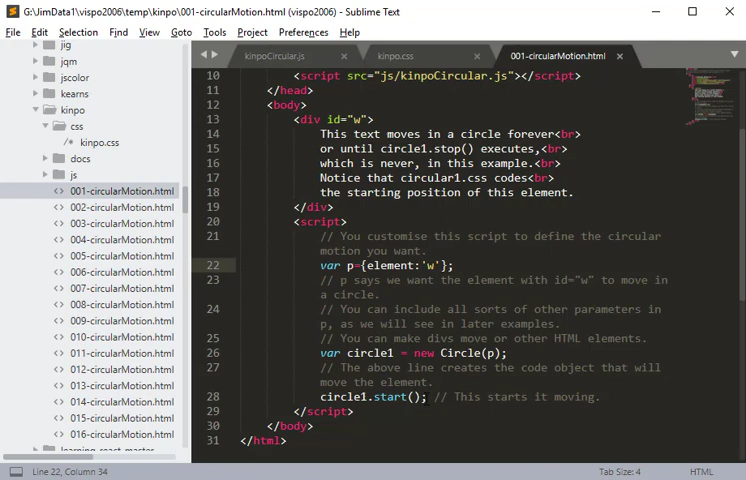 G:\JimData1\vispo2006\temp\kinpo\001-circularMotion.html (vispo2006) - Sublime Text
File Edit Selection Find View Goto Tools Project Preferences Help
jig
jqm
jscolor
kearns
kinpo
css
/* kinpo.css
docs
js
<> 001-circularMotion.html
<> 002-circularMotion.html
<> 003-circularMotion.html
<> 004-circularMotion.html
<> 005-circularMotion.html
<> 006-circularMotion.html
<> 007-circularMotion.html
<> 008-circularMotion.html
<> 009-circularMotion.html
<> 010-circularMotion.html
<> 011-circularMotion.html
<> 012-circularMotion.html
<> 013-circularMotion.html
<> 014-circularMotion.html
<> 015-circularMotion.html
<> 016-circularMotion.html
learning_react_master
kinpoCircular.js kinpo.css 001-circularMotion.html
10 <script src="js/kinpoCircular.js"></script>
11 </head>
12 <body>
13 <div id="w">
14 This text moves in a circle forever<br>
15 or until circle1.stop() executes,<br>
16 which is never, in this example.<br>
17 Notice that circular1.css codes<br>
18 the starting position of this element.
19 </div>
20 <script>
21 // You customise this script to define the circular
motion you want.
22 var p={element:'w'};
23 // p says we want the element with id="w" to move in
a circle.
24 // You can include all sorts of other parameters in
p, as we will see in later examples.
25 // You can make divs move or other HTML elements.
26 var circle1 = new Circle(p);
27 // The above line creates the code object that will
move the element.
28 circle1.start(); // This starts it moving.
29 </script>
30 </body>
31 </html>
Line 22, Column 34 Tab Size: 4 HTML